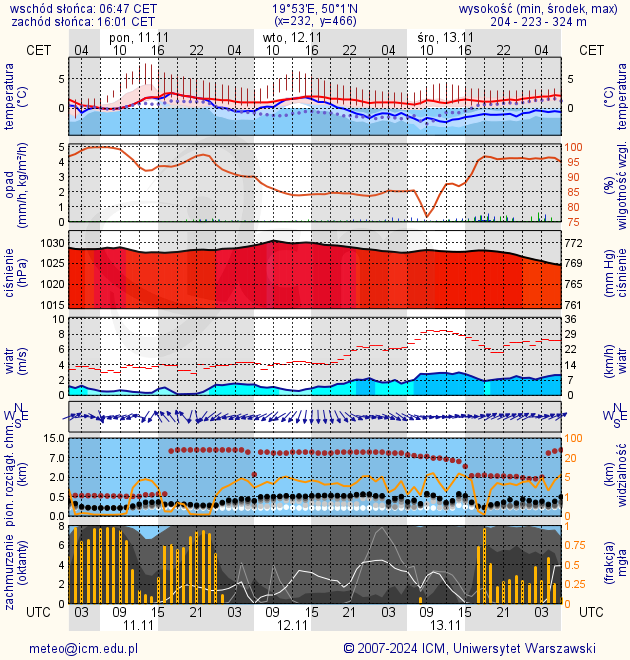 wschód słońca: 06:47 CET 19°53'E, 50°1'N wysokość (min, środek, max)
zachód słońca: 16:01 CET (x=232, y=466) 204 - 223 - 324 m
pon, 11.11 wto, 12.11 śro, 13.11
CET 04 10 16 22 04 10 16 22 04 10 16 22 04 CET
temperatura (°C) 5 0 5 0 temperatura (°C)
opad (mm/h, kg/m²/h) 5 4 3 2 1 0 100 95 90 85 80 75 (%) wilgotność wzgl.
ciśnienie (hPa) 1030 1025 1020 1015 772 769 765 761 (mm Hg) ciśnienie
wiatr (m/s) 10 8 6 4 2 0 36 29 22 14 7 0 (km/h) wiatr
N W E S N W E S
pion. rozciągł. chm. (km) 15.0 7.0 2.0 0.5 0.0 100 20 5 1 0 (km) widzialność
zachmurzenie (oktanty) 8 6 4 2 0 1 0.75 0.5 0.25 0 (frakcja) mgła
UTC 03 09 15 21 03 09 15 21 03 09 15 21 03 UTC
11.11 12.11 13.11
meteo@icm.edu.pl © 2007-2024 ICM, Uniwersytet Warszawski